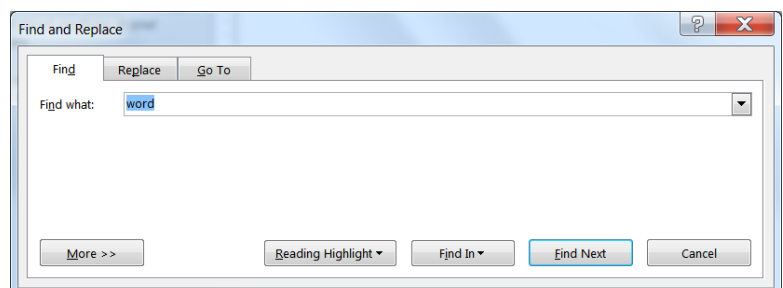 Find and Replace
Find Replace Go To
Find what: word
More >> Reading Highlight Find In Find Next Cancel